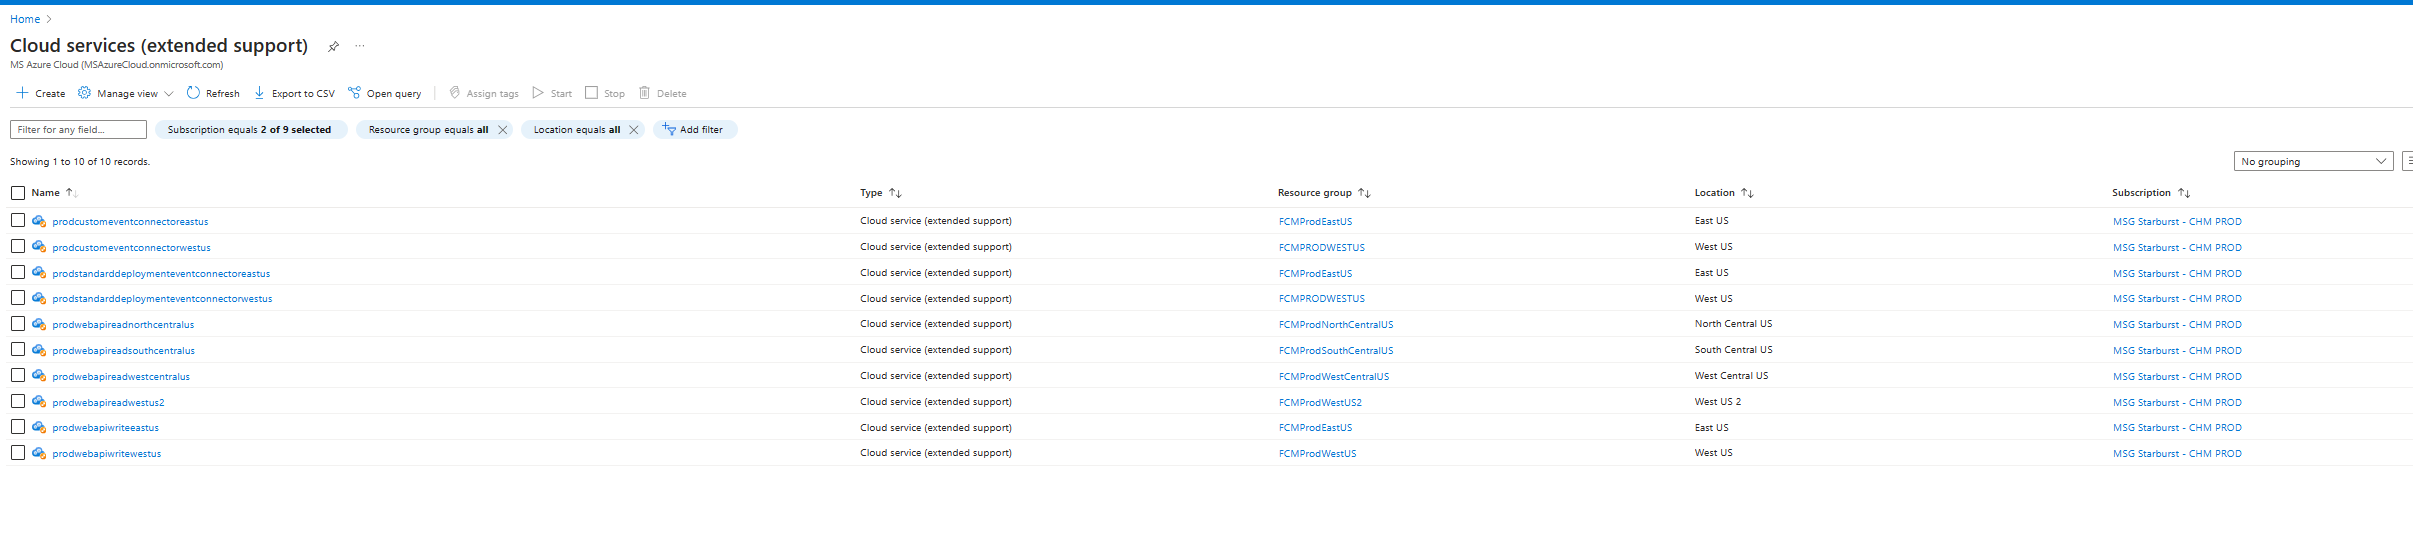 Home
Cloud services (extended support) ...
MS Azure Cloud (MSAzureCloud.onmicrosoft.com)
Create Manage view Refresh Export to CSV Open query Assign tags Start Stop Delete
Filter for any field... Subscription equals 2 of 9 selected Resource group equals all Location equals all Add filter
Showing 1 to 10 of 10 records. No grouping
Name Type Resource group Location Subscription
prodcustomeventconnectoreastus Cloud service (extended support) FCMProdEastUS East US MSG Starburst - CHM PROD
prodcustomeventconnectorwestus Cloud service (extended support) FCMPRODWESTUS West US MSG Starburst - CHM PROD
prodstandarddeploymenteventconnectoreastus Cloud service (extended support) FCMProdEastUS East US MSG Starburst - CHM PROD
prodstandarddeploymenteventconnectorwestus Cloud service (extended support) FCMPRODWESTUS West US MSG Starburst - CHM PROD
prodwebapireadnorthcentralus Cloud service (extended support) FCMProdNorthCentralUS North Central US MSG Starburst - CHM PROD
prodwebapireadsouthcentralus Cloud service (extended support) FCMProdSouthCentralUS South Central US MSG Starburst - CHM PROD
prodwebapireadwestcentralus Cloud service (extended support) FCMProdWestCentralUS West Central US MSG Starburst - CHM PROD
prodwebapireadwestus2 Cloud service (extended support) FCMProdWestUS2 West US 2 MSG Starburst - CHM PROD
prodwebapiwriteeastus Cloud service (extended support) FCMProdEastUS East US MSG Starburst - CHM PROD
prodwebapiwritewestus Cloud service (extended support) FCMProdWestUS West US MSG Starburst - CHM PROD